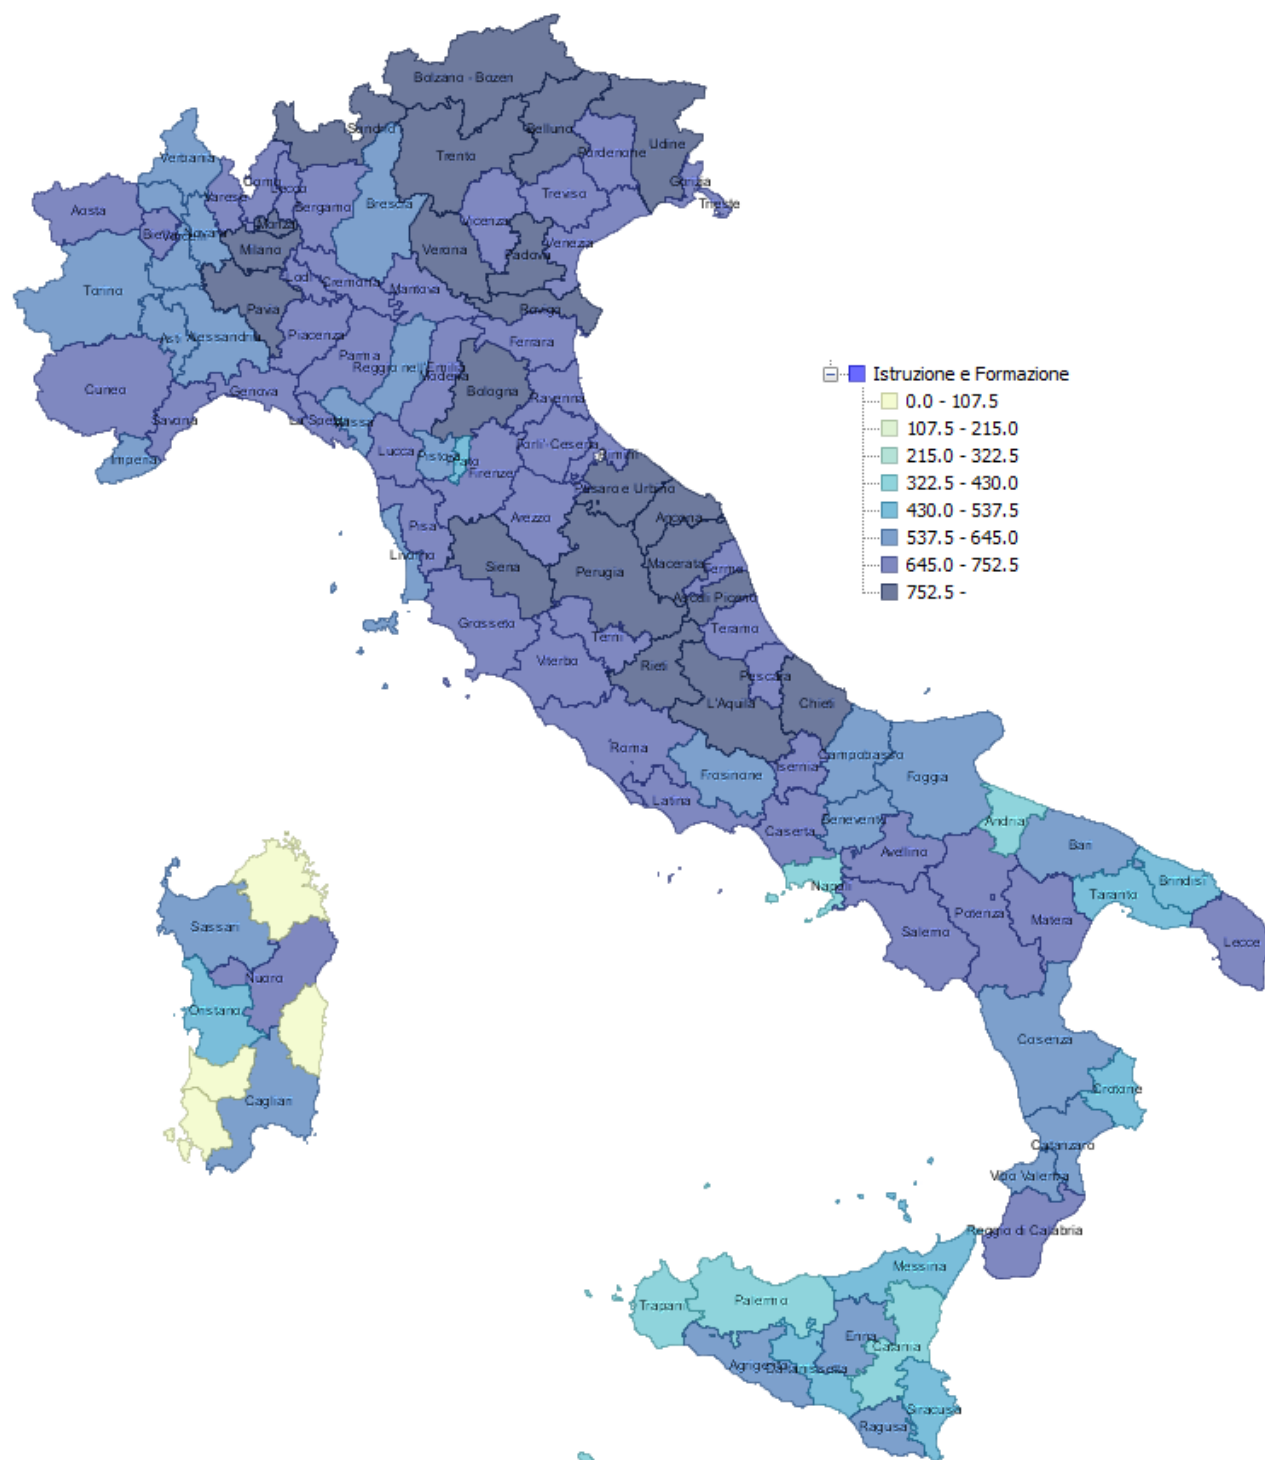 Bolzano - Bozen
Sondrio
Belluno
Trento
Udine
Pordenone
Verbania
Como
Lecco
Varese
Bergamo
Brescia
Treviso
Gorizia
Trieste
Aosta
Biella
Vercelli
Novara
Monza
Milano
Vicenza
Verona
Padova
Venezia
Torino
Lodi
Cremona
Mantova
Pavia
Rovigo
Asti
Alessandria
Piacenza
Parma
Ferrara
Reggio nell'Emilia
Modena
Cuneo
Genova
Bologna
Ravenna
Savona
La Spezia
Massa
Imperia
Lucca
Pistoia
Prato
Firenze
Forli'-Cesena
Rimini
Pesaro e Urbino
Arezzo
Ancona
Pisa
Livorno
Siena
Perugia
Macerata
Fermo
Ascoli Piceno
Grosseto
Terni
Teramo
Viterbo
Rieti
Pescara
L'Aquila
Chieti
Roma
Frosinone
Isernia
Campobasso
Foggia
Latina
Caserta
Benevento
Andria
Bari
Avellino
Napoli
Brindisi
Taranto
Potenza
Matera
Salerno
Lecce
Sassari
Nuoro
Oristano
Cagliari
Cosenza
Crotone
Catanzaro
Vibo Valentia
Reggio di Calabria
Messina
Trapani
Palermo
Enna
Catania
Agrigento
Caltanissetta
Siracusa
Ragusa
Istruzione e Formazione
0.0 - 107.5
107.5 - 215.0
215.0 - 322.5
322.5 - 430.0
430.0 - 537.5
537.5 - 645.0
645.0 - 752.5
752.5 -